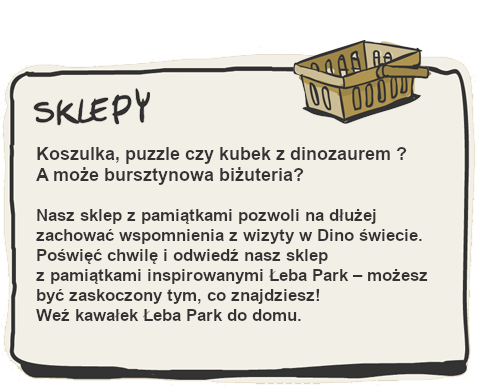 SKLEPY
Koszulka, puzzle czy kubek z dinozaurem ?
A może bursztynowa biżuteria?
Nasz sklep z pamiątkami pozwoli na dłużej
zachować wspomnienia z wizyty w Dino świecie.
Poświęć chwilę i odwiedź nasz sklep
z pamiątkami inspirowanymi Łeba Park – możesz
być zaskoczony tym, co znajdziesz!
Weź kawałek Łeba Park do domu.